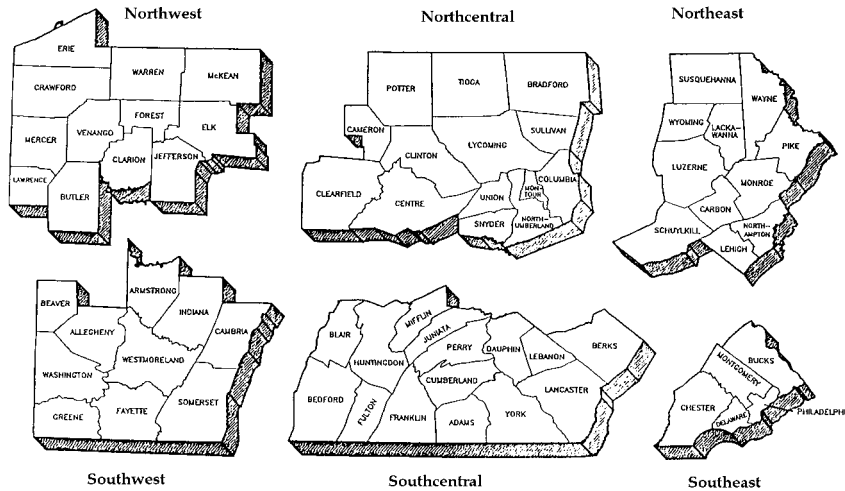 Northwest
ERIE
WARREN
McKEAN
CRAWFORD
FOREST
ELK
VENANGO
MERCER
CLARION
JEFFERSON
LAWRENCE
BUTLER
Northcentral
POTTER
TIOGA
BRADFORD
CAMERON
SULLIVAN
LYCOMING
CLINTON
CLEARFIELD
CENTRE
UNION
MON-
TOUR
COLUMBIA
SNYDER
NORTH-
UMBERLAND
Northeast
SUSQUEHANNA
WAYNE
WYOMING
LACKA-
WANNA
PIKE
LUZERNE
MONROE
CARBON
SCHUYLKILL
NORTH-
AMPTON
LEHIGH
ARMSTRONG
BEAVER
INDIANA
ALLEGHENY
CAMBRIA
WESTMORELAND
WASHINGTON
SOMERSET
GREENE
FAYETTE
Southwest
MIFFLIN
BLAIR
JUNIATA
HUNTINGDON
PERRY
DAUPHIN
LEBANON
BERKS
CUMBERLAND
LANCASTER
BEDFORD
FULTON
FRANKLIN
ADAMS
YORK
Southcentral
BUCKS
MONTGOMERY
CHESTER
DELAWARE
PHILADELPHI
Southeast